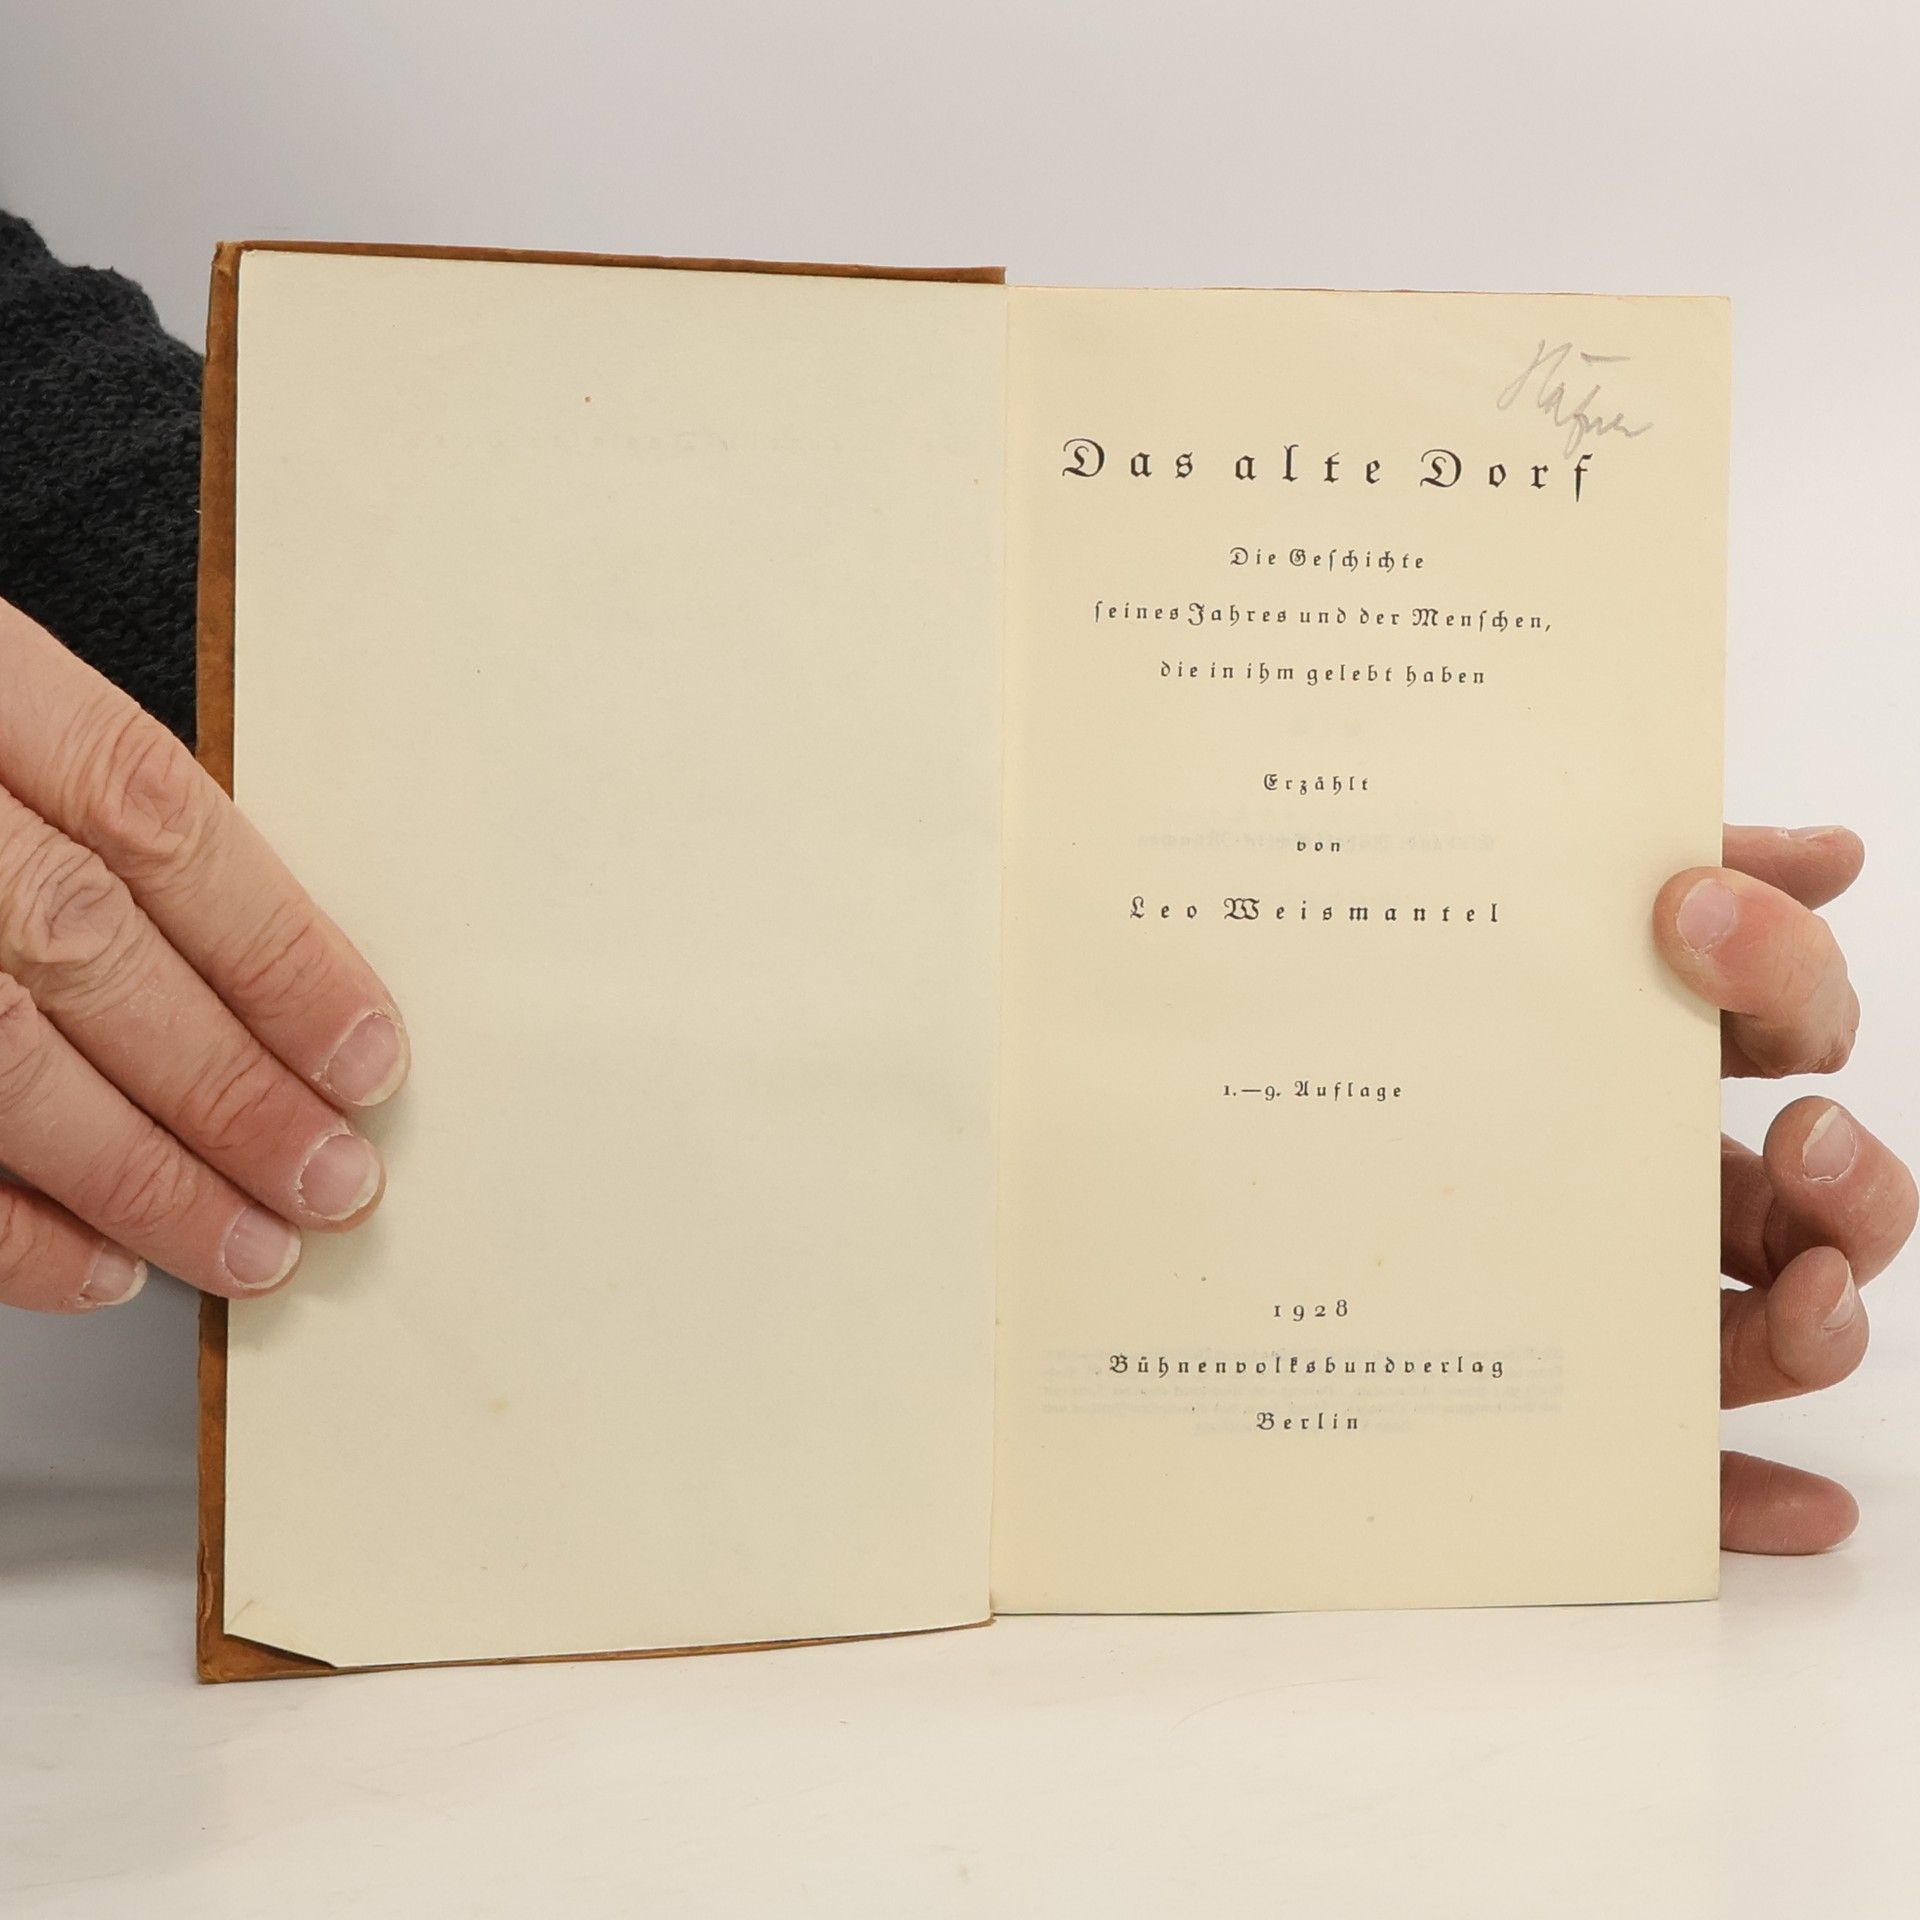 Das alte Dorf
Die Geschichte
seines Jahres und der Menschen,
die in ihm gelebt haben
Erzählt
von
Leo Weismantel
1.—9. Auflage
1928
Bühnenvolksbundverlag
Berlin